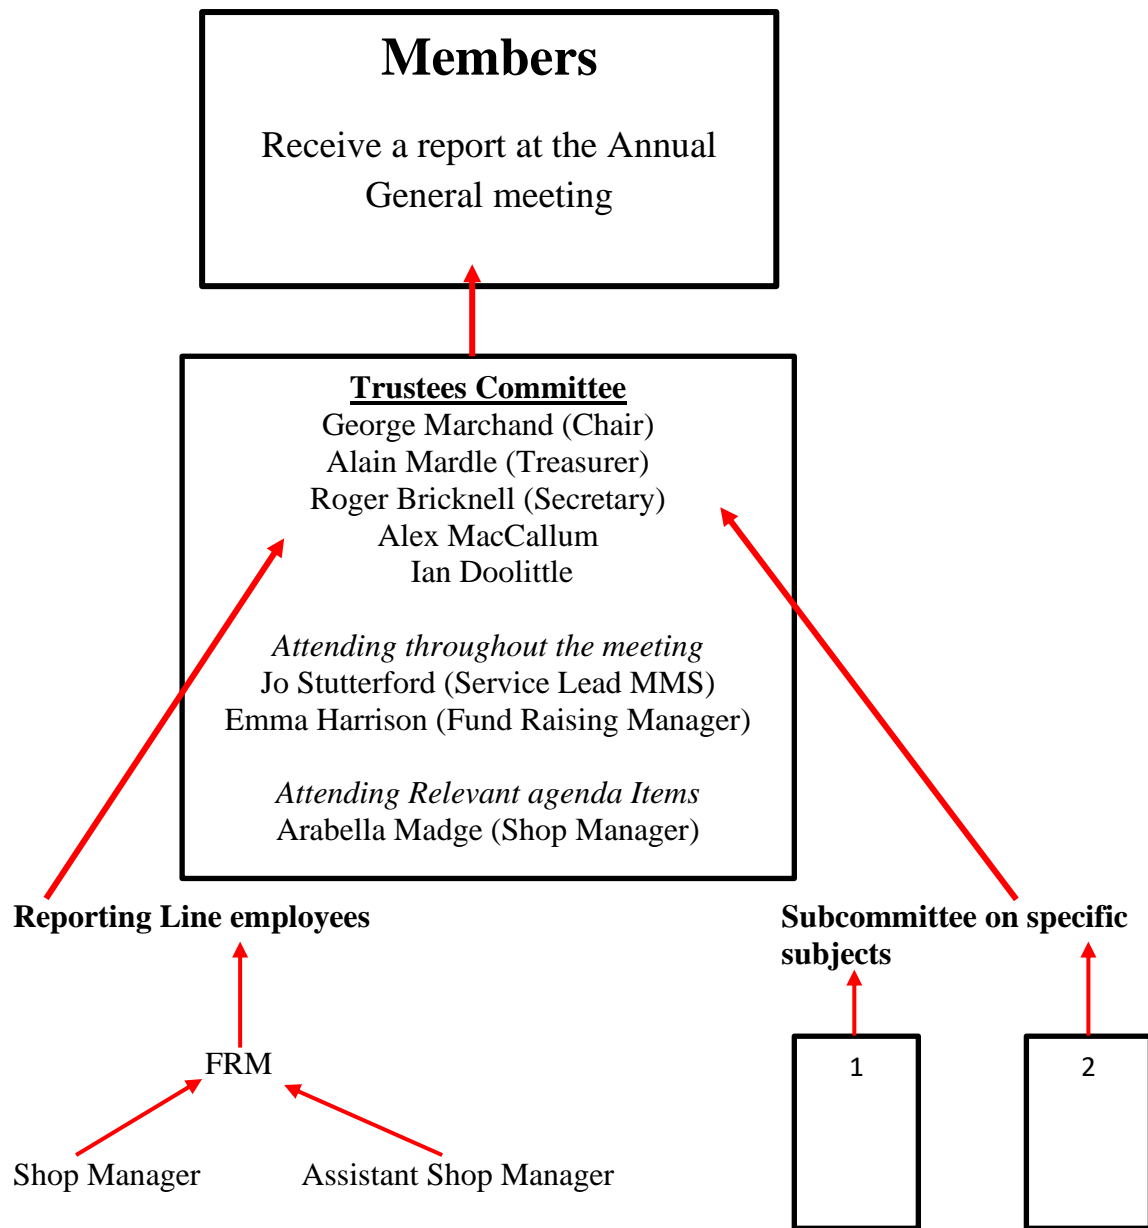 Members
Receive a report at the Annual
General meeting
Trustees Committee
George Marchand (Chair)
Alain Mardle (Treasurer)
Roger Bricknell (Secretary)
Alex MacCallum
Ian Doolittle
Attending throughout the meeting
Jo Stutterford (Service Lead MMS)
Emma Harrison (Fund Raising Manager)
Attending Relevant agenda Items
Arabella Madge (Shop Manager)
Reporting Line employees
Subcommittee on specific
subjects
FRM
1
2
Shop Manager
Assistant Shop Manager